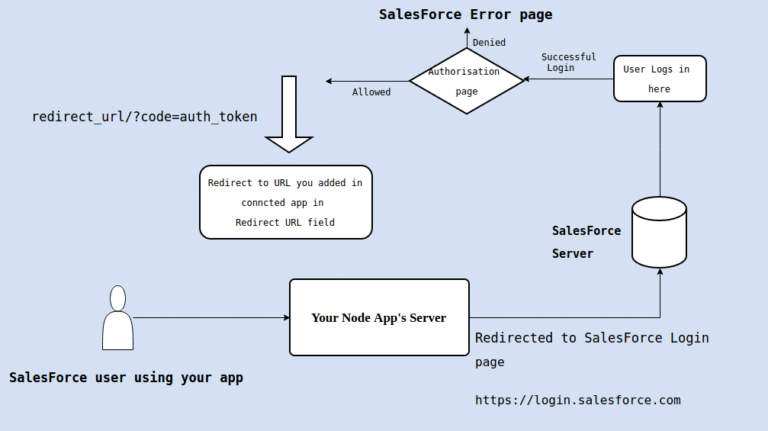 SalesForce Error page
Denied
Successful
Login
User Logs in
here
Authorisation
page
Allowed
redirect_url/?code=auth_token
Redirect to URL you added in
conncted app in
Redirect URL field
SalesForce
Server
Your Node App's Server
Redirected to SalesForce Login
page
https://login.salesforce.com
SalesForce user using your app